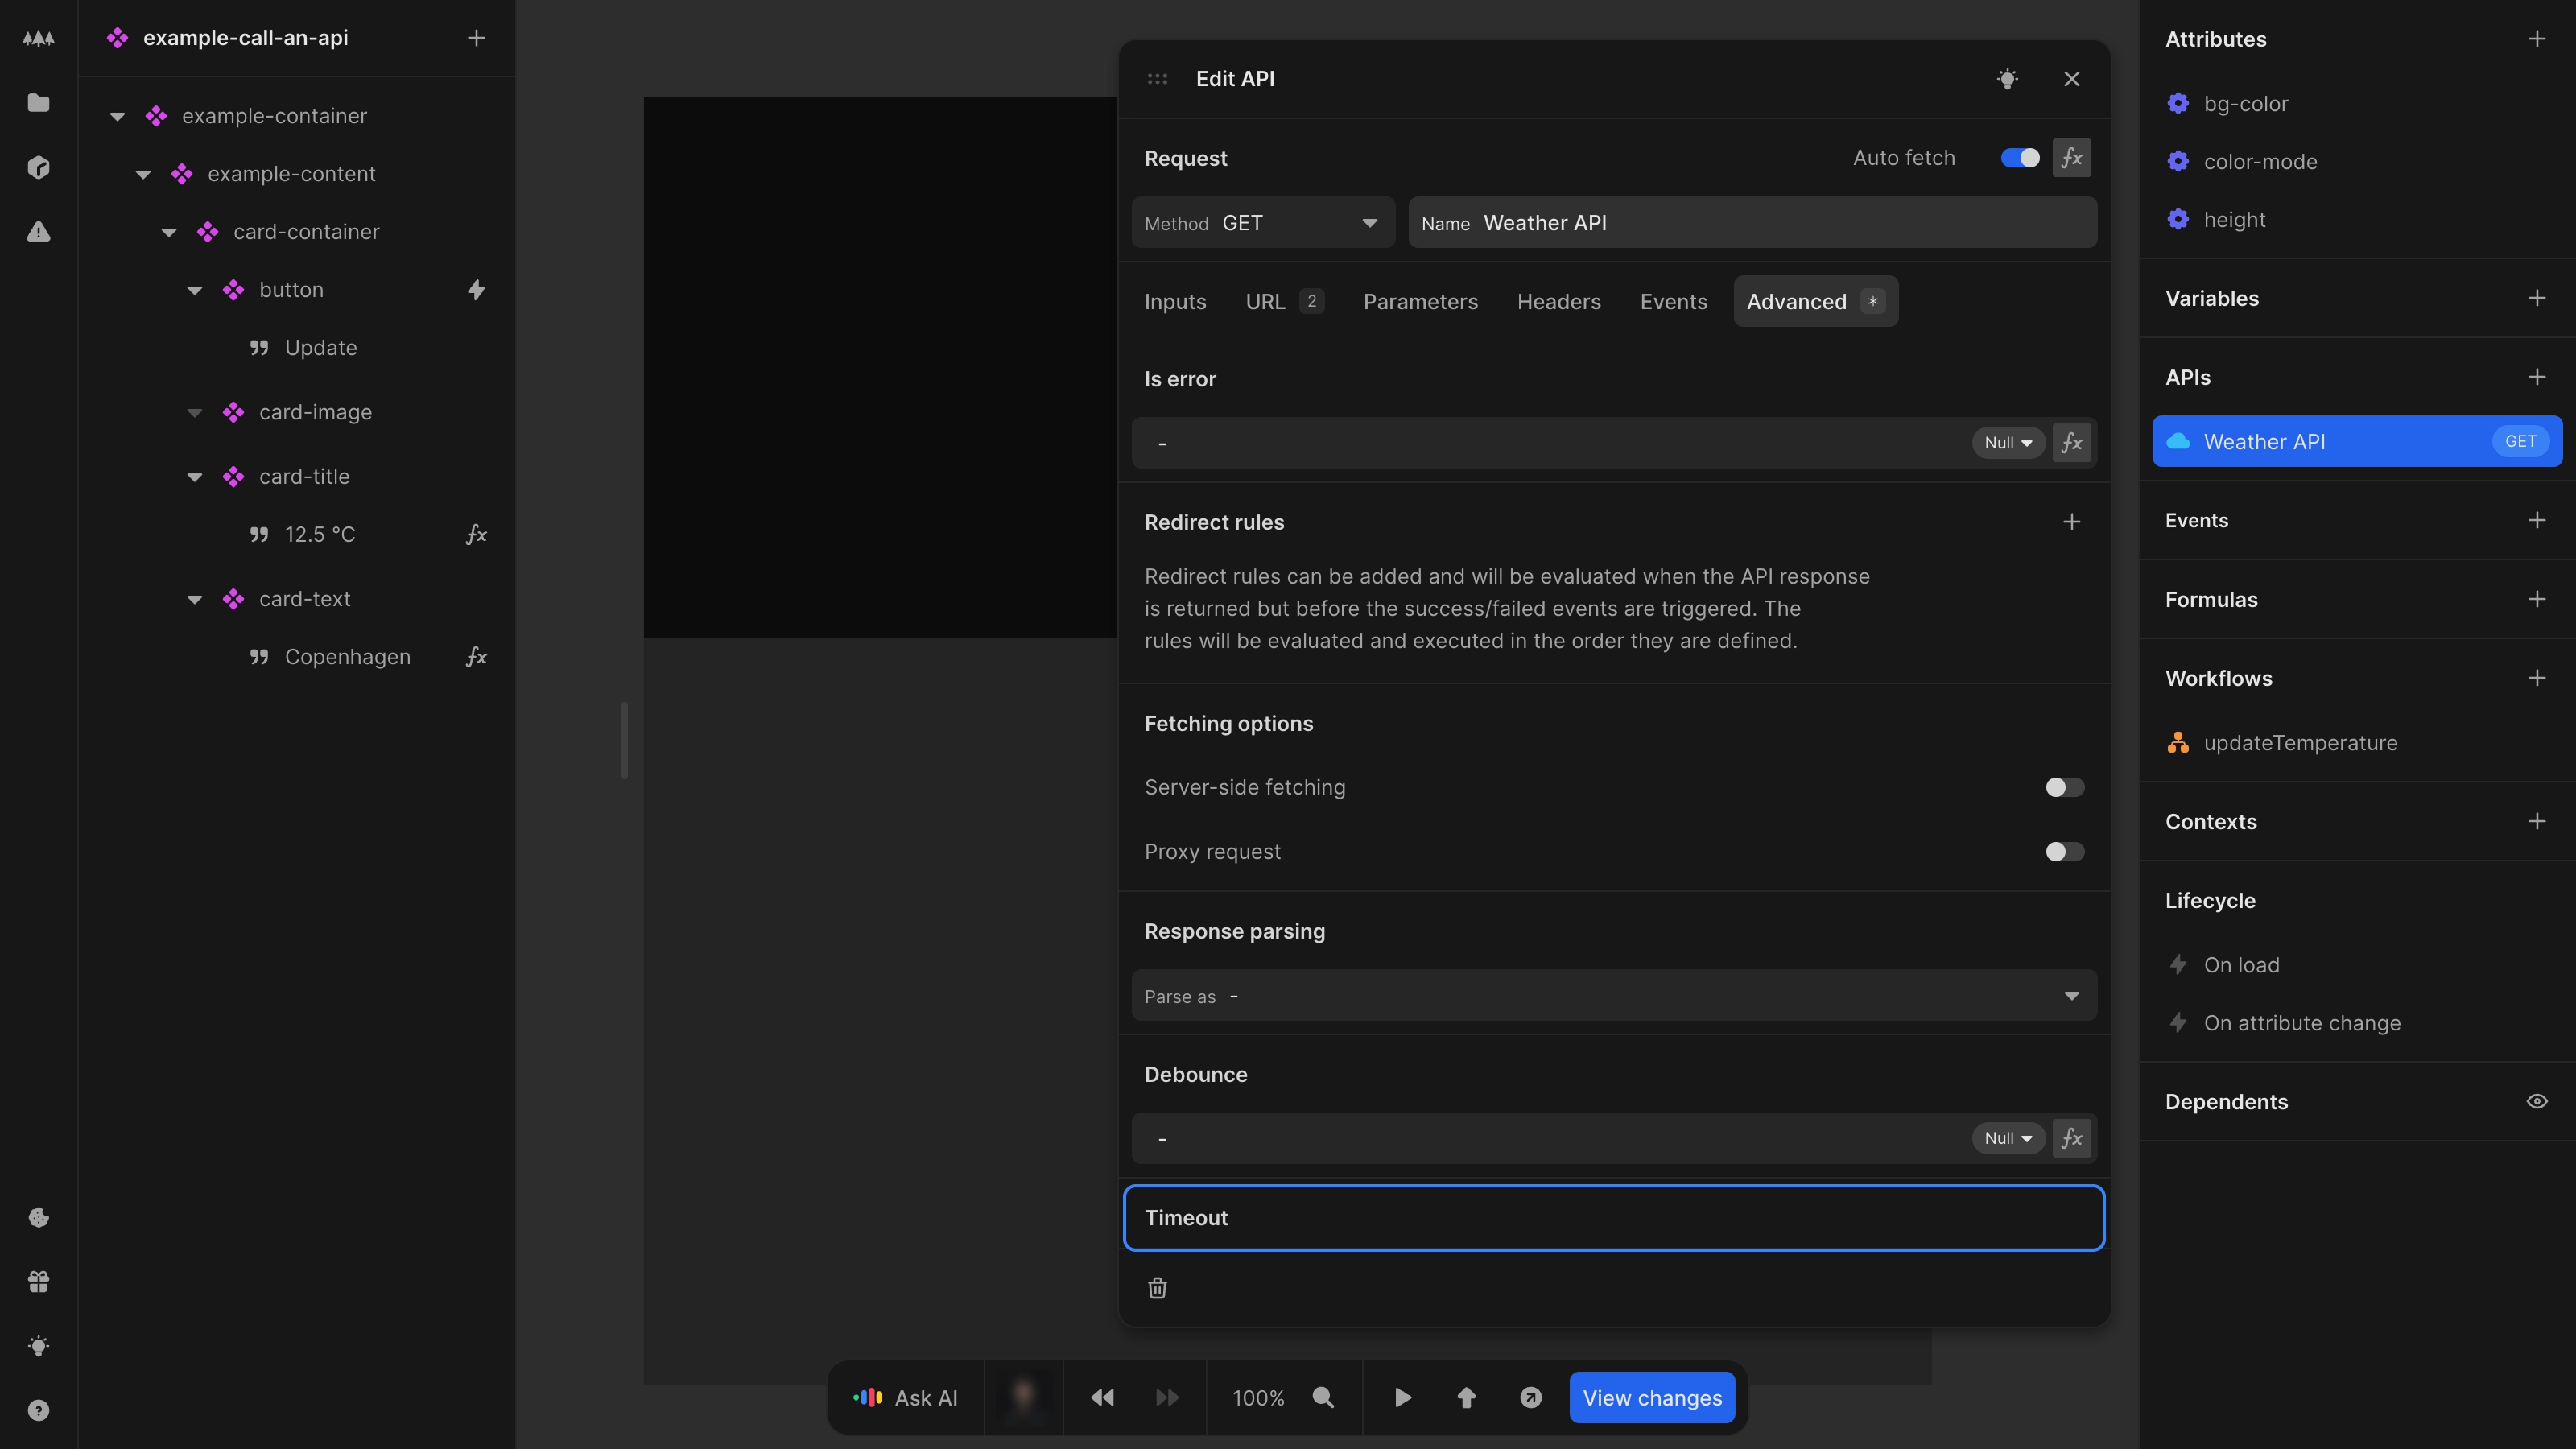 example-call-an-api
example-container
example-content
card-container
button
Update
card-image
card-title
12.5 °C
card-text
Copenhagen
Edit API
Request
Auto fetch
Method GET
Name Weather API
Inputs URL 2 Parameters Headers Events Advanced *
Is error
- Null fx
Redirect rules
Redirect rules can be added and will be evaluated when the API response
is returned but before the success/failed events are triggered. The
rules will be evaluated and executed in the order they are defined.
Fetching options
Server-side fetching
Proxy request
Response parsing
Parse as -
Debounce
- Null fx
Timeout
Ask AI
100%
View changes
Attributes
bg-color
color-mode
height
Variables
APIs
Weather API GET
Events
Formulas
Workflows
updateTemperature
Contexts
Lifecycle
On load
On attribute change
Dependents